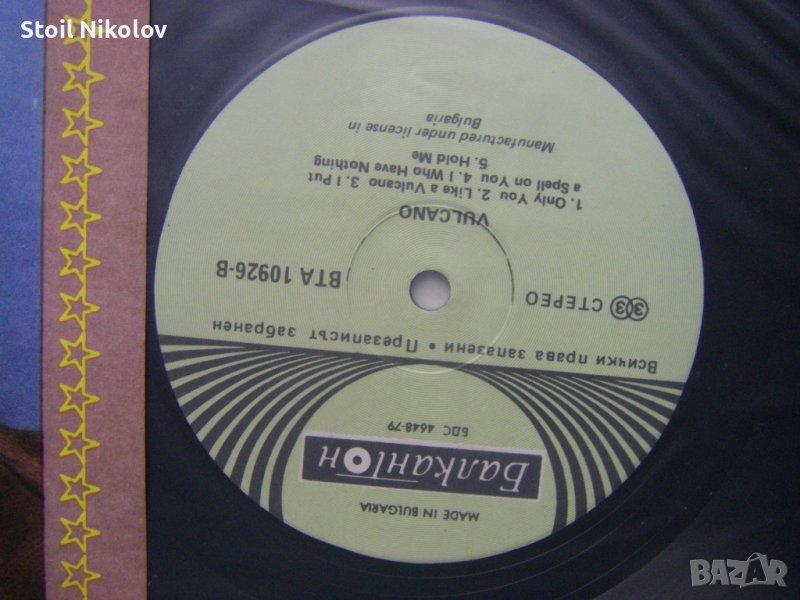 Stoil Nikolov
MADE IN BULGARIA
Балкантон
БДС 4648-79
Всички права запазени • Презаписът забранен
33 СТЕРЕО
ВТА 10926-В
VULCANO
1. Only You 2. Like a Vulcano 3. I Put
a Spell on You 4. I Who Have Nothing
5. Hold Me
Manufactured under license in
Bulgaria
BAZAR